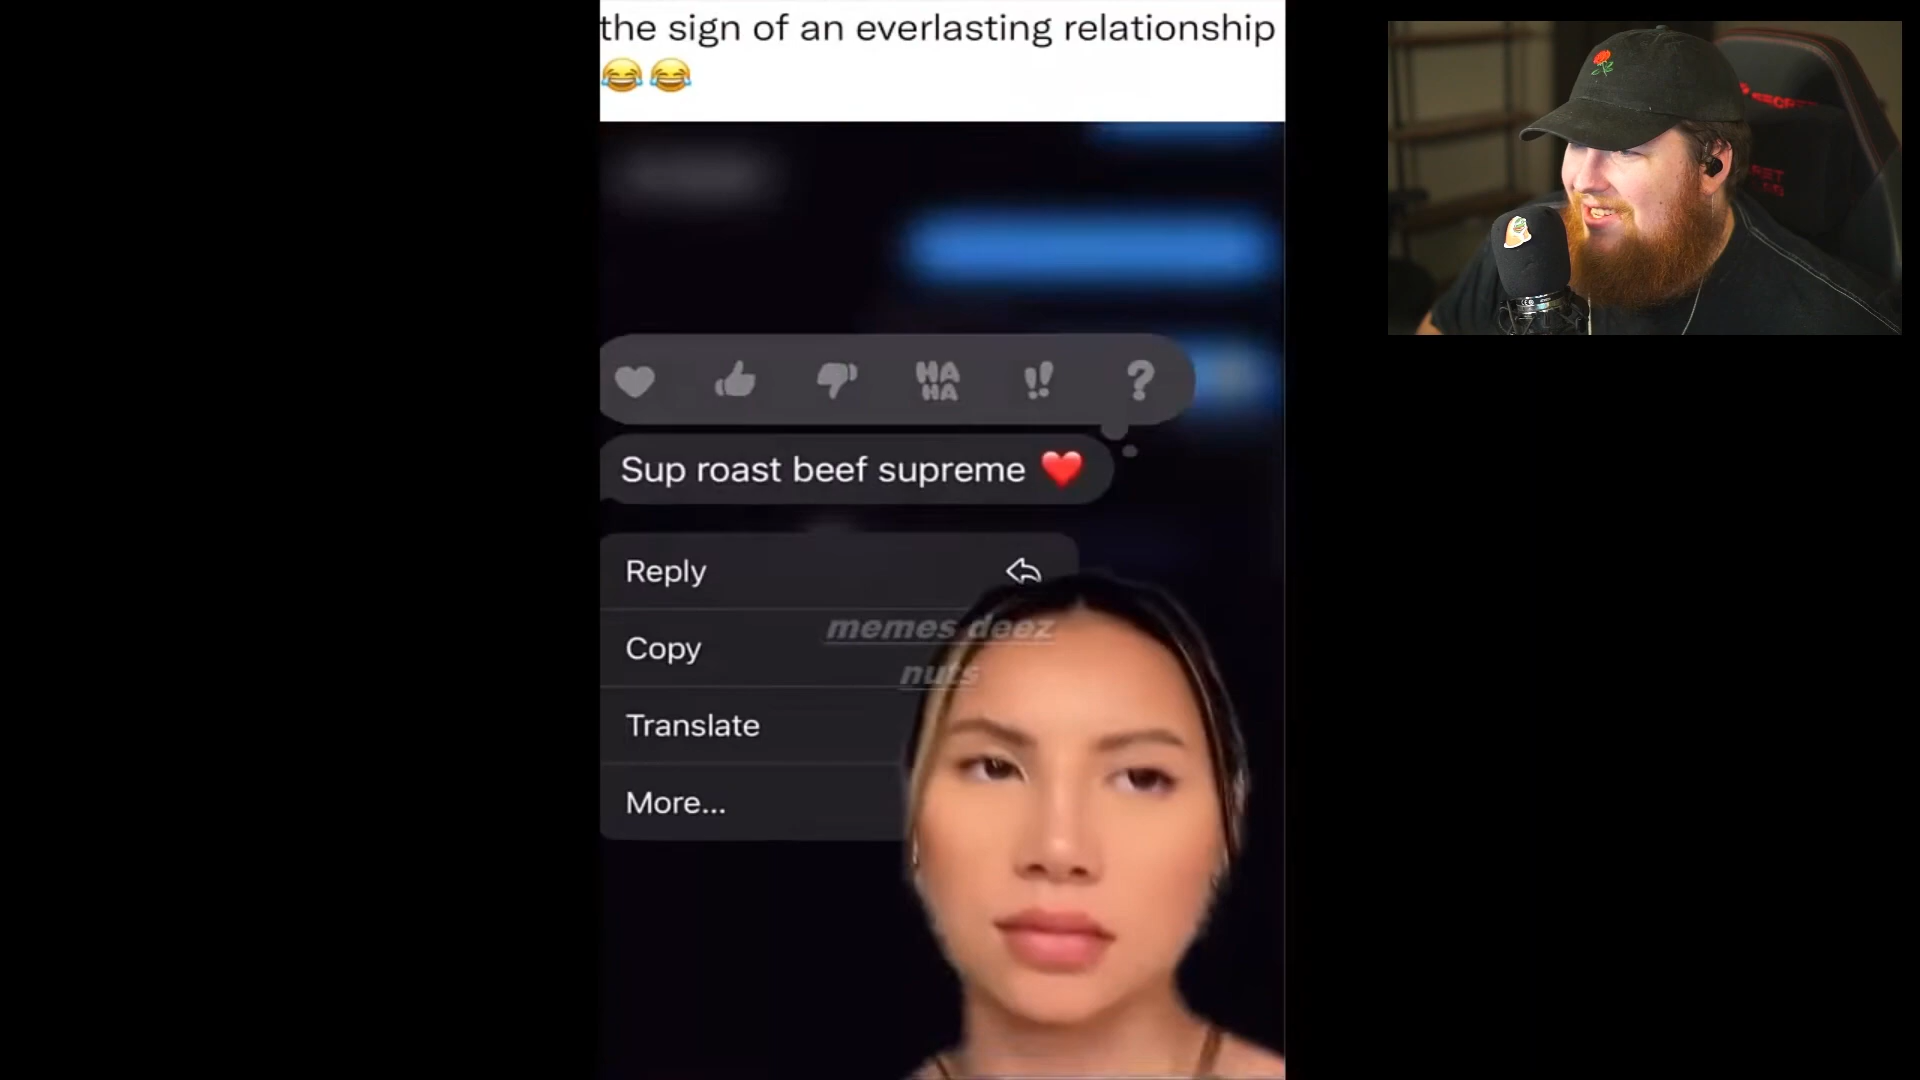 the sign of an everlasting relationship
😂😂
HA
HA
!!
?
Sup roast beef supreme ❤️
Reply
Copy
Translate
More...
memes deez
nuts